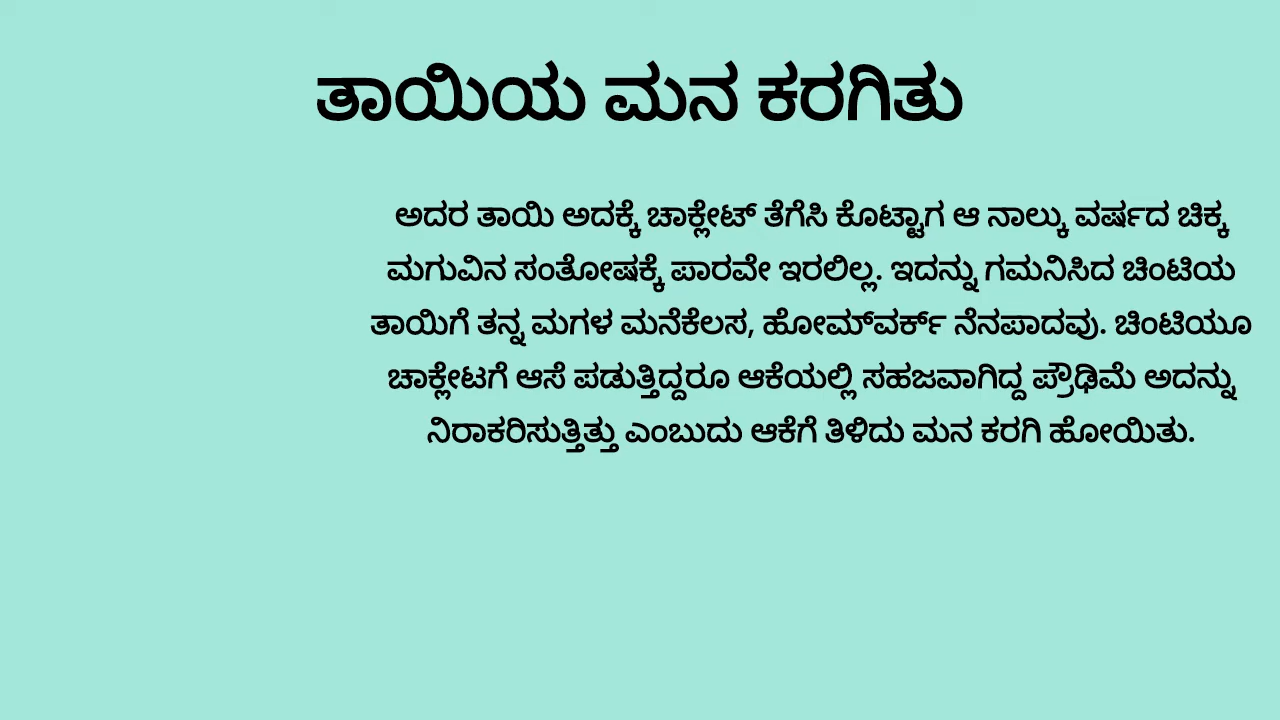 ತಾಯಿಯ ಮನ ಕರಗಿತು
ಅದರ ತಾಯಿ ಅದಕ್ಕೆ ಚಾಕ್ಲೇಟ್ ತೆಗೆಸಿ ಕೊಟ್ಟಾಗ ಆ ನಾಲ್ಕು ವರ್ಷದ ಚಿಕ್ಕ
ಮಗುವಿನ ಸಂತೋಷಕ್ಕೆ ಪಾರವೇ ಇರಲಿಲ್ಲ. ಇದನ್ನು ಗಮನಿಸಿದ ಚಿಂಟಿಯ
ತಾಯಿಗೆ ತನ್ನ ಮಗಳ ಮನೆಕೆಲಸ, ಹೋಮ್‌ವರ್ಕ್ ನೆನಪಾದವು. ಚಿಂಟಿಯೂ
ಚಾಕ್ಲೇಟಗೆ ಆಸೆ ಪಡುತ್ತಿದ್ದರೂ ಆಕೆಯಲ್ಲಿ ಸಹಜವಾಗಿದ್ದ ಪ್ರೌಢಿಮೆ ಅದನ್ನು
ನಿರಾಕರಿಸುತ್ತಿತ್ತು ಎಂಬುದು ಆಕೆಗೆ ತಿಳಿದು ಮನ ಕರಗಿ ಹೋಯಿತು.